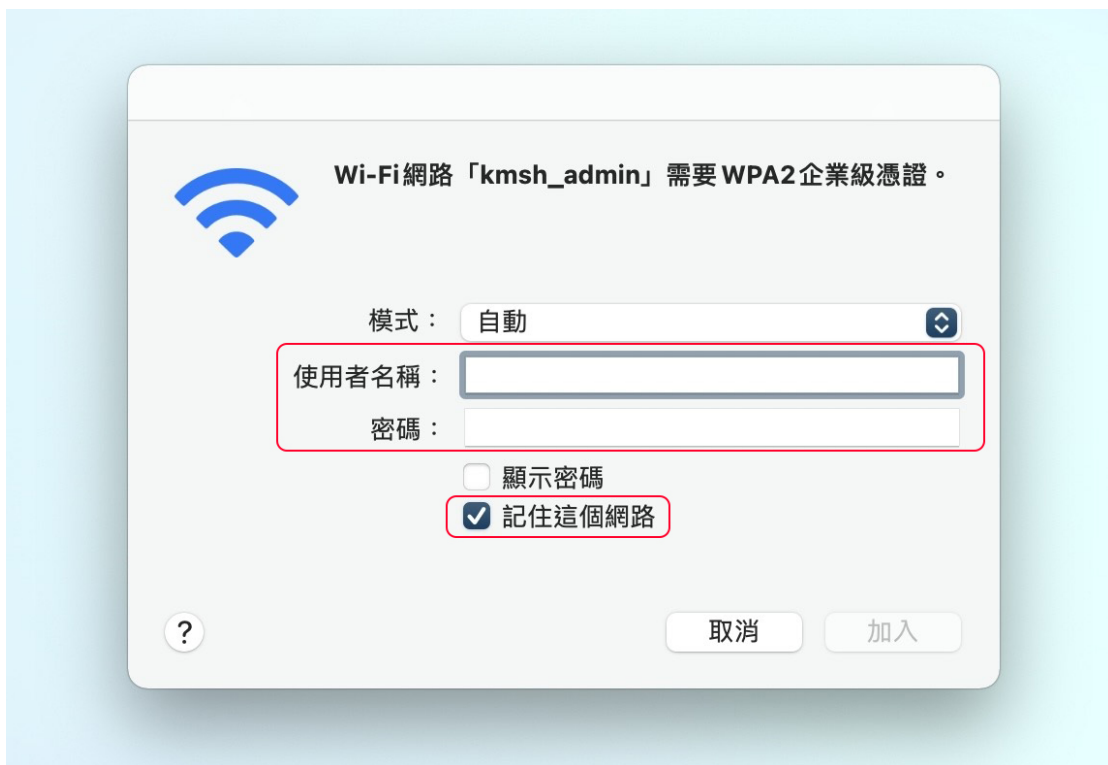 Wi-Fi網路「kmsh_admin」需要WPA2企業級憑證。
模式： 自動
使用者名稱：
密碼：
顯示密碼
記住這個網路
? 取消 加入